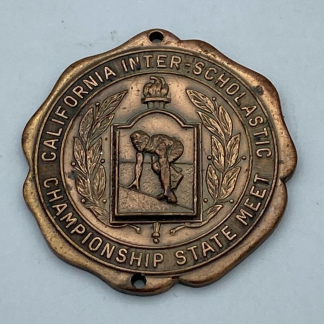 CALIFORNIA INTER-SCHOLASTIC
CHAMPIONSHIP STATE MEET